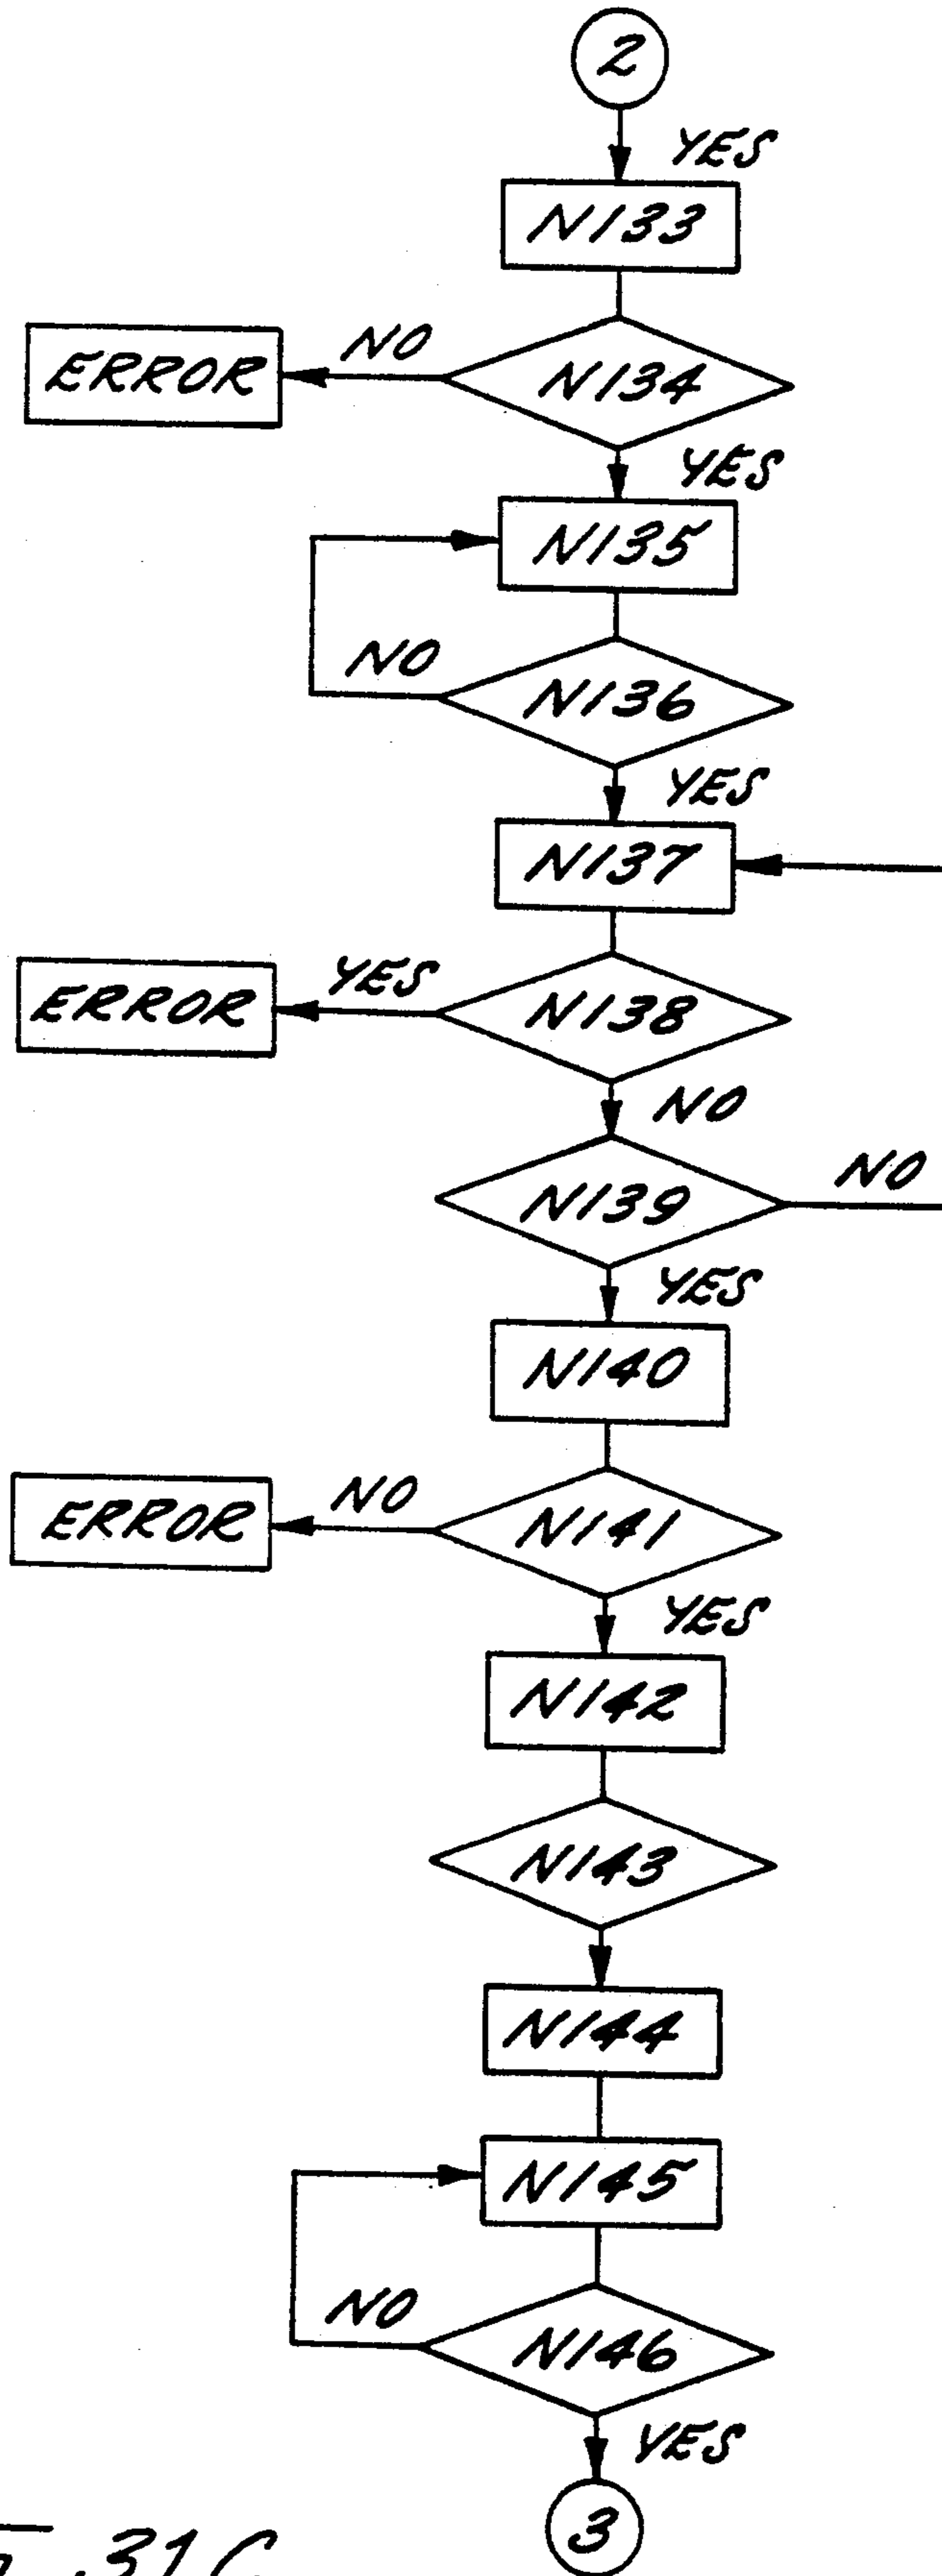 2
YES
N133
ERROR
NO
N134
YES
N135
NO
N136
YES
N137
ERROR
YES
N138
NO
N139
NO
YES
N140
ERROR
NO
N141
YES
N142
N143
N144
N145
NO
N146
YES
3
31C